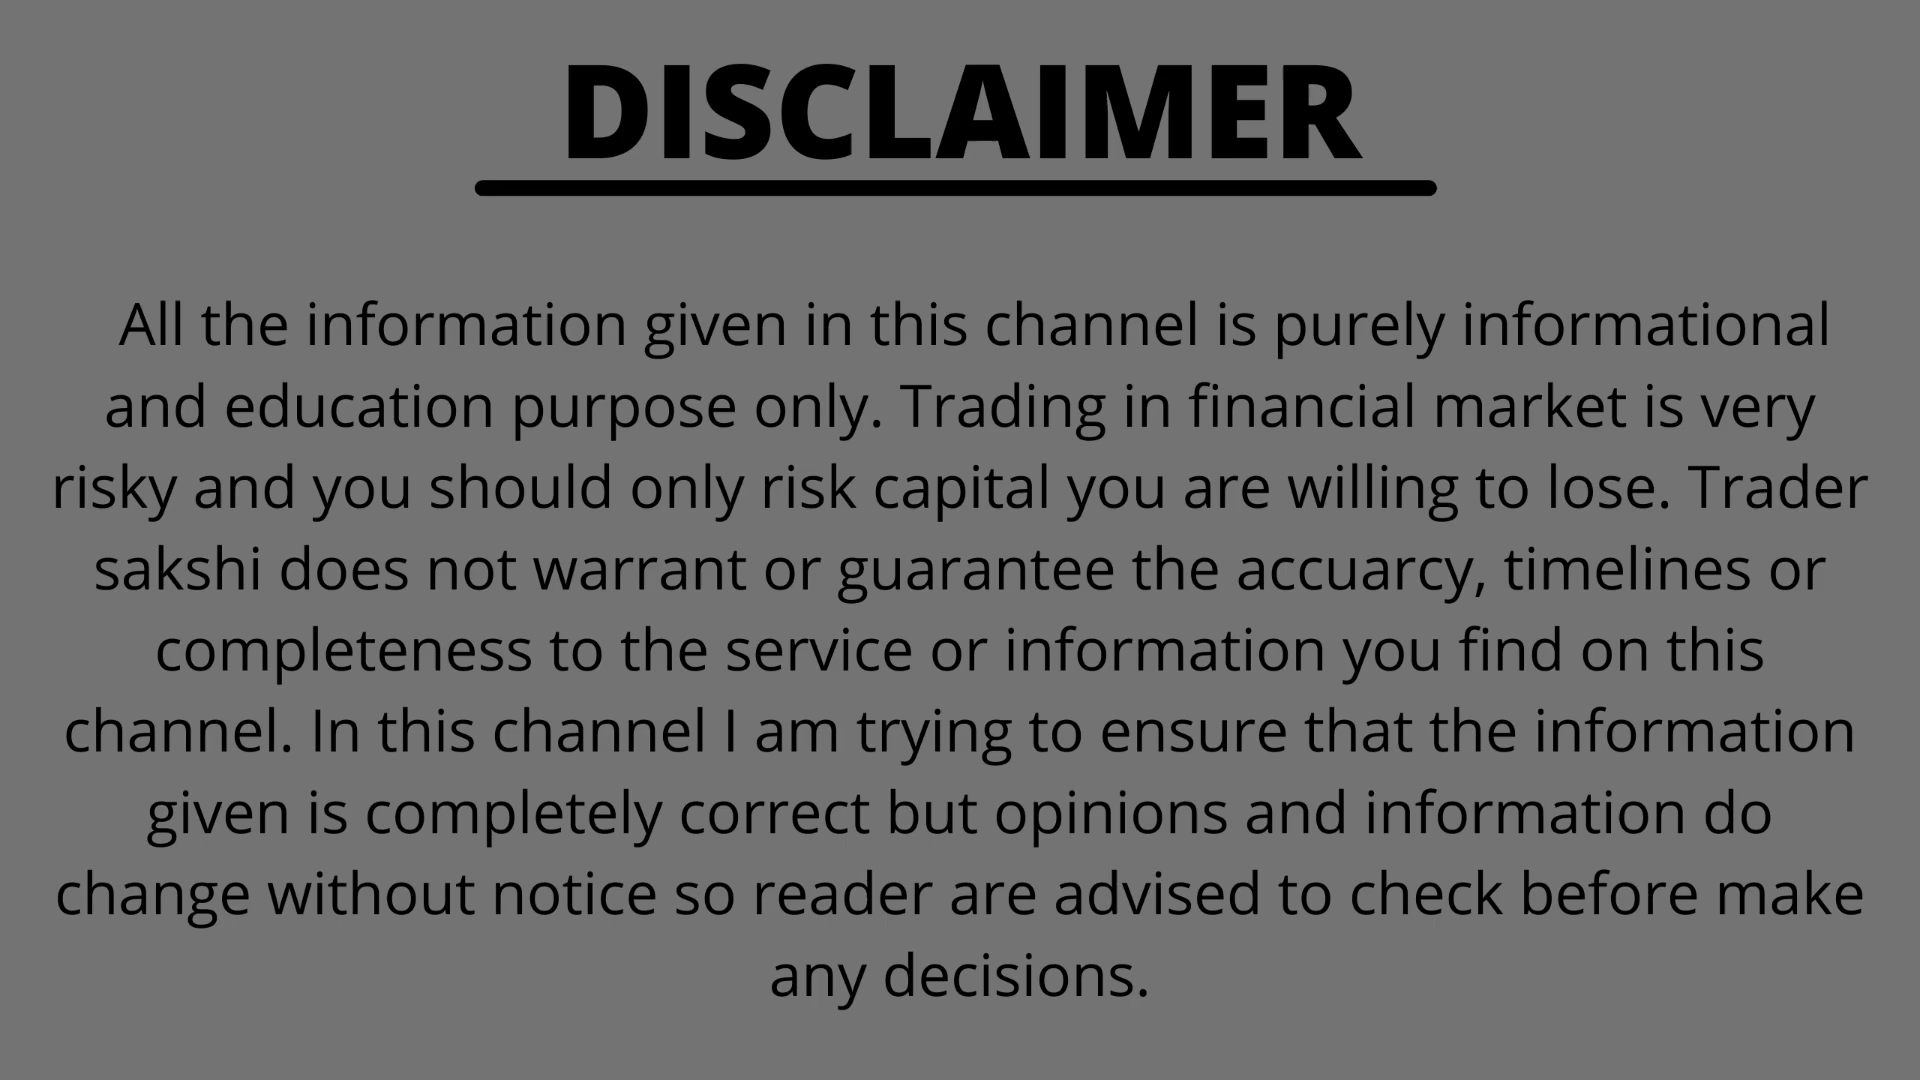 DISCLAIMER
All the information given in this channel is purely informational
and education purpose only. Trading in financial market is very
risky and you should only risk capital you are willing to lose. Trader
sakshi does not warrant or guarantee the accuarcy, timelines or
completeness to the service or information you find on this
channel. In this channel I am trying to ensure that the information
given is completely correct but opinions and information do
change without notice so reader are advised to check before make
any decisions.